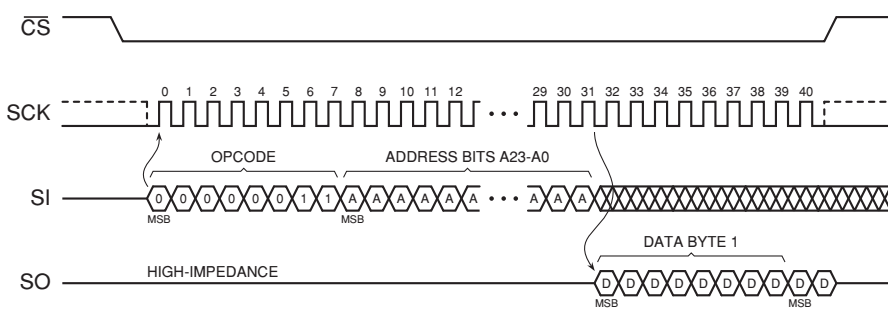 CS
SCK
0 1 2 3 4 5 6 7 8 9 10 11 12 29 30 31 32 33 34 35 36 37 38 39 40
OPCODE
ADDRESS BITS A23-A0
SI
0 0 0 0 0 0 1 1 A A A A A A A A A
MSB
MSB
DATA BYTE 1
SO
HIGH-IMPEDANCE
D D D D D D D D D D
MSB
MSB